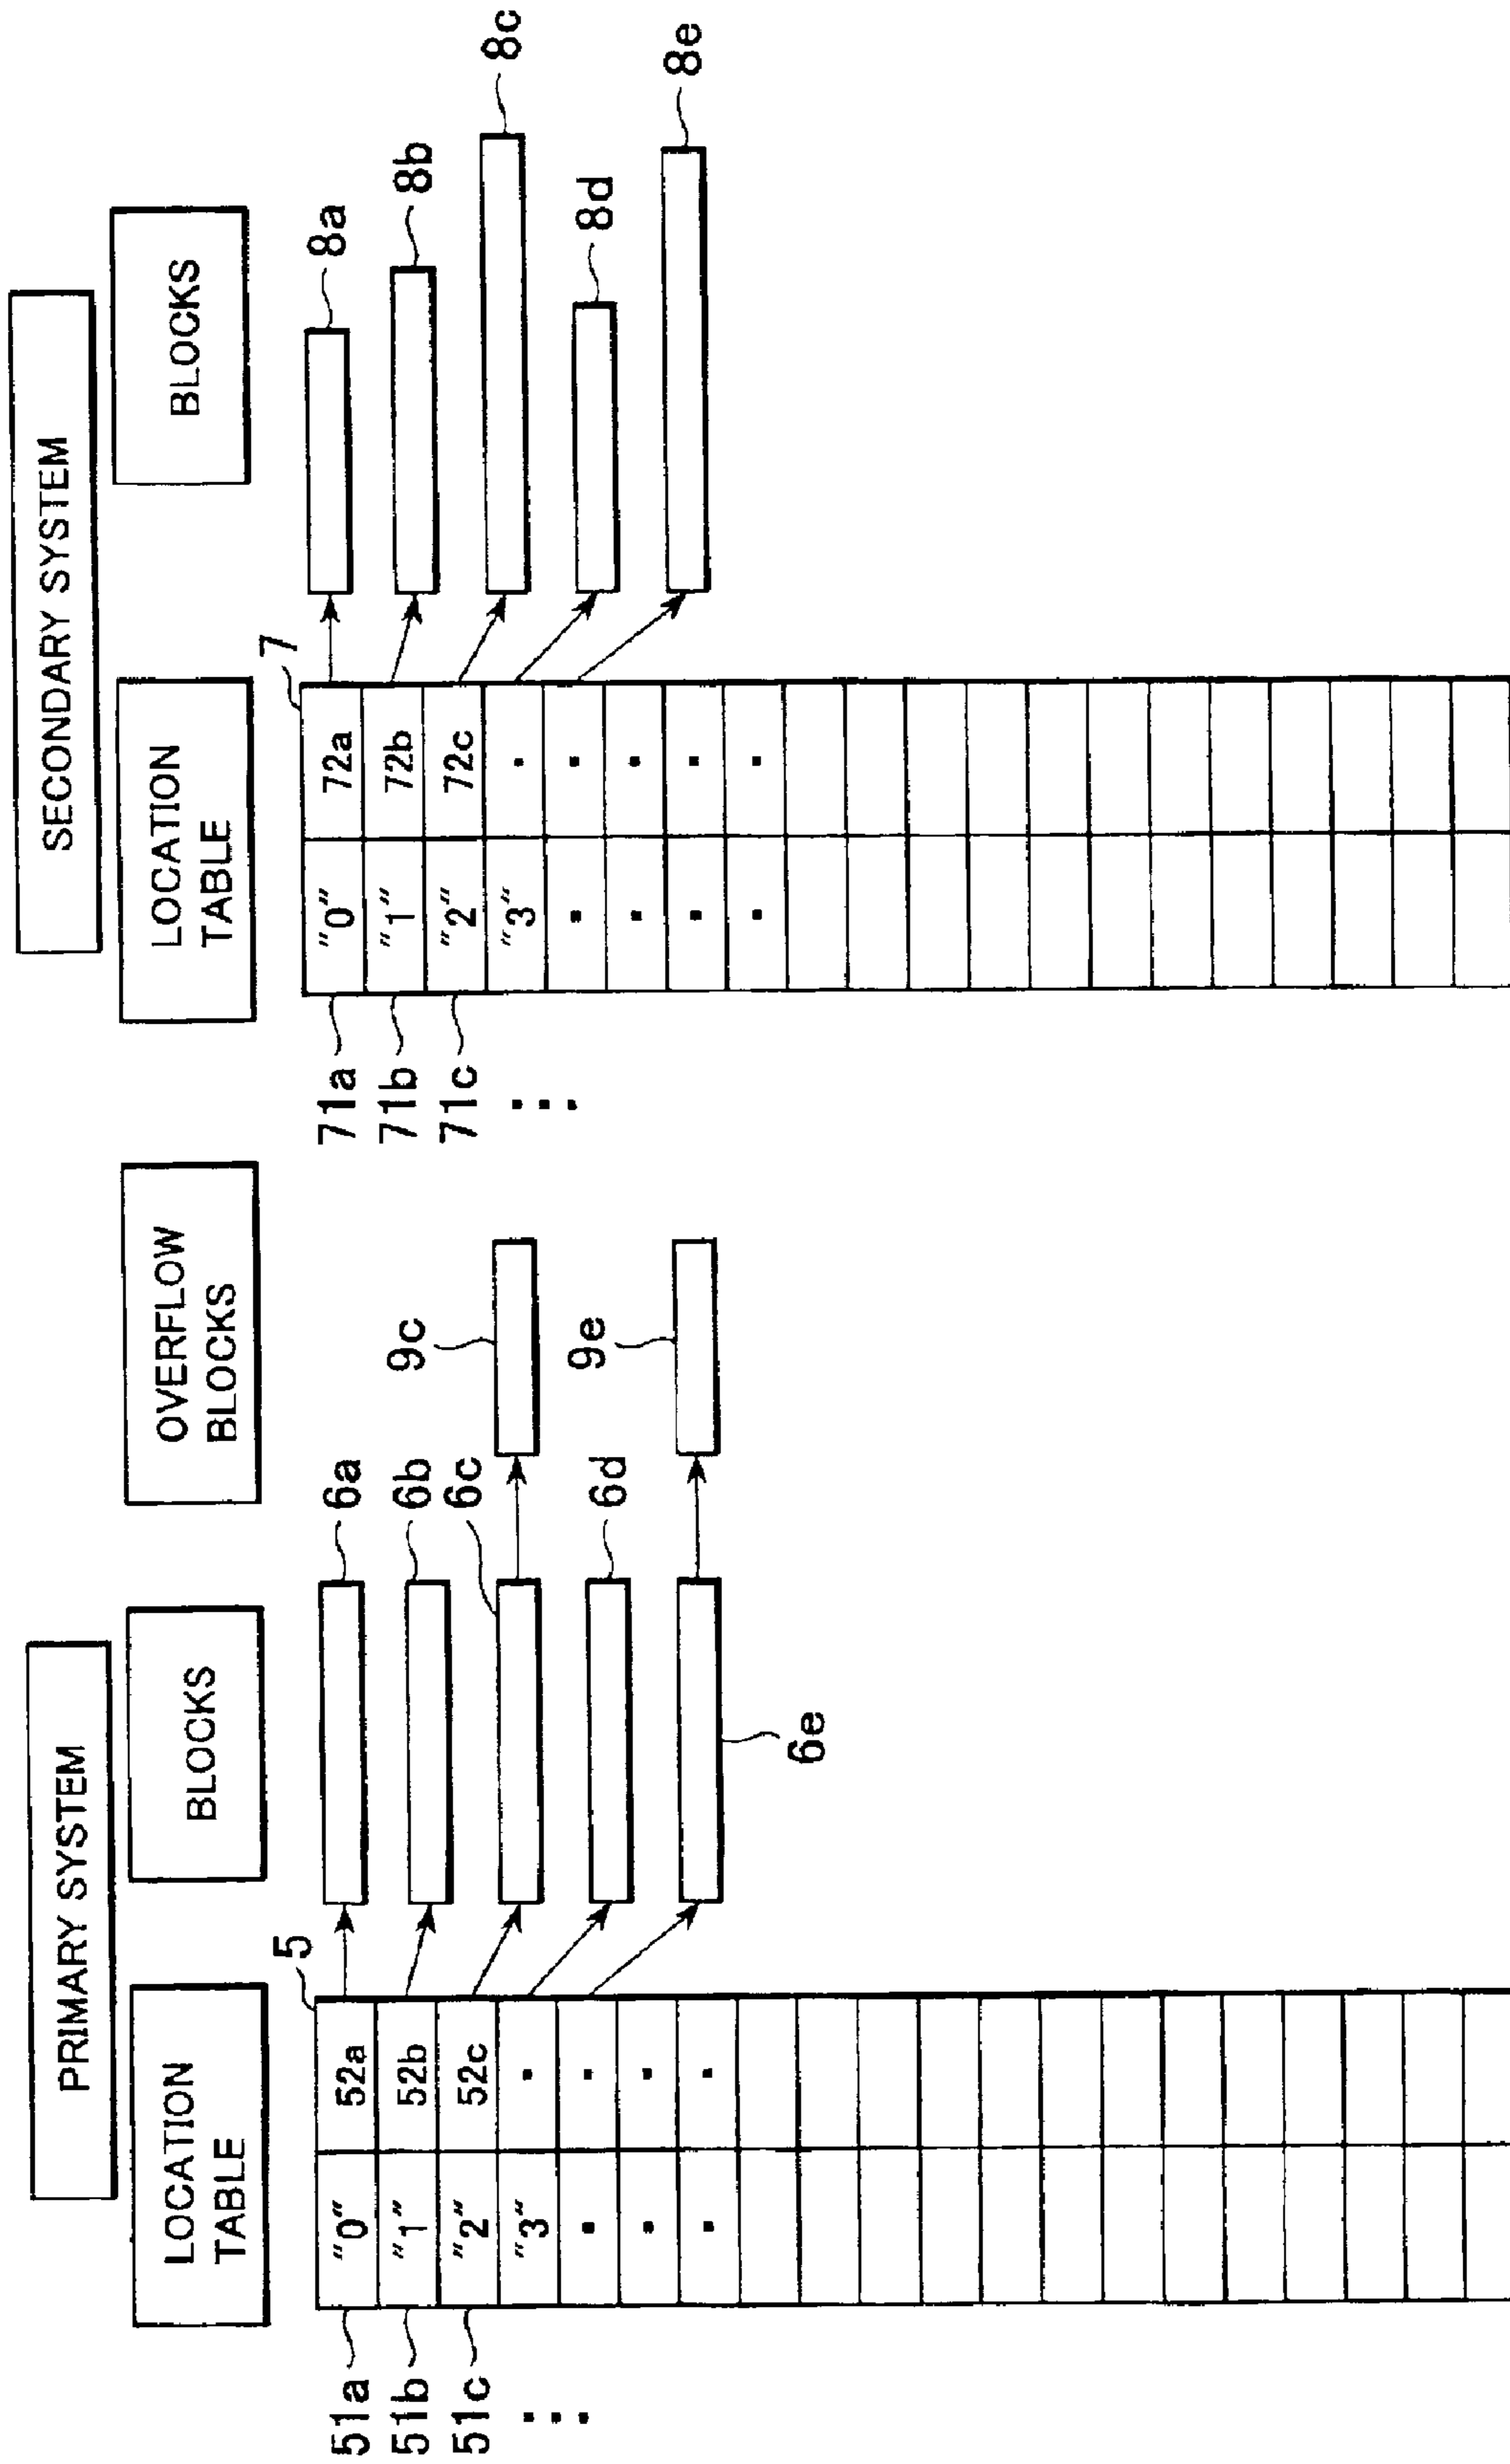 PRIMARY SYSTEM
LOCATION
TABLE
BLOCKS
OVERFLOW
BLOCKS
5
51a
"0"
52a
6a
51b
"1"
52b
6b
51c
"2"
52c
6c
9c
"3"
6d
6e
9e
SECONDARY SYSTEM
LOCATION
TABLE
BLOCKS
7
71a
"0"
72a
8a
71b
"1"
72b
8b
71c
"2"
72c
8c
"3"
8d
8e